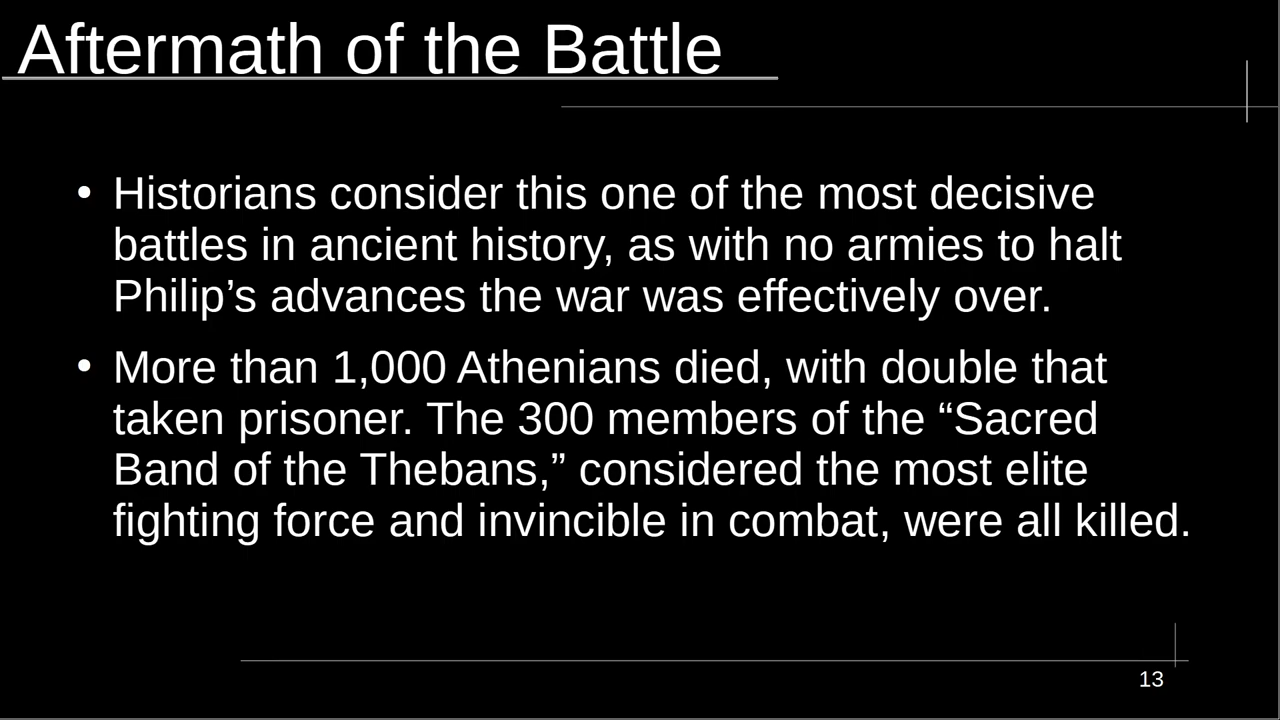 Aftermath of the Battle
• Historians consider this one of the most decisive
battles in ancient history, as with no armies to halt
Philip’s advances the war was effectively over.
• More than 1,000 Athenians died, with double that
taken prisoner. The 300 members of the “Sacred
Band of the Thebans,” considered the most elite
fighting force and invincible in combat, were all killed.
13